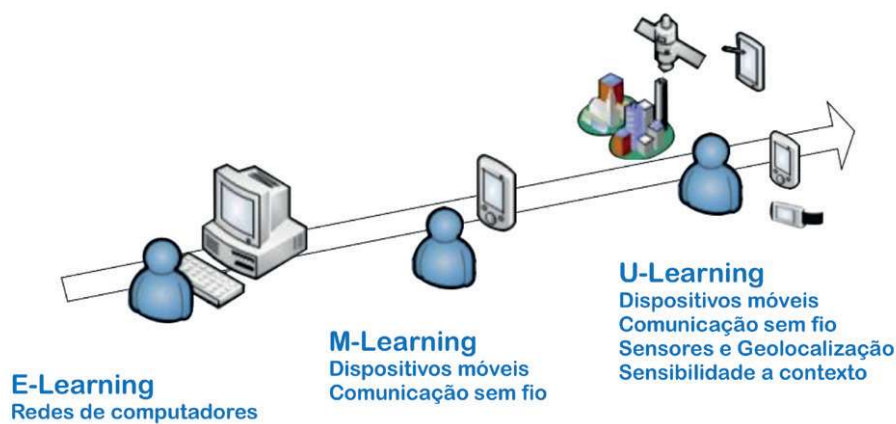 E-Learning
Redes de computadores
M-Learning
Dispositivos móveis
Comunicação sem fio
U-Learning
Dispositivos móveis
Comunicação sem fio
Sensores e Geolocalização
Sensibilidade a contexto